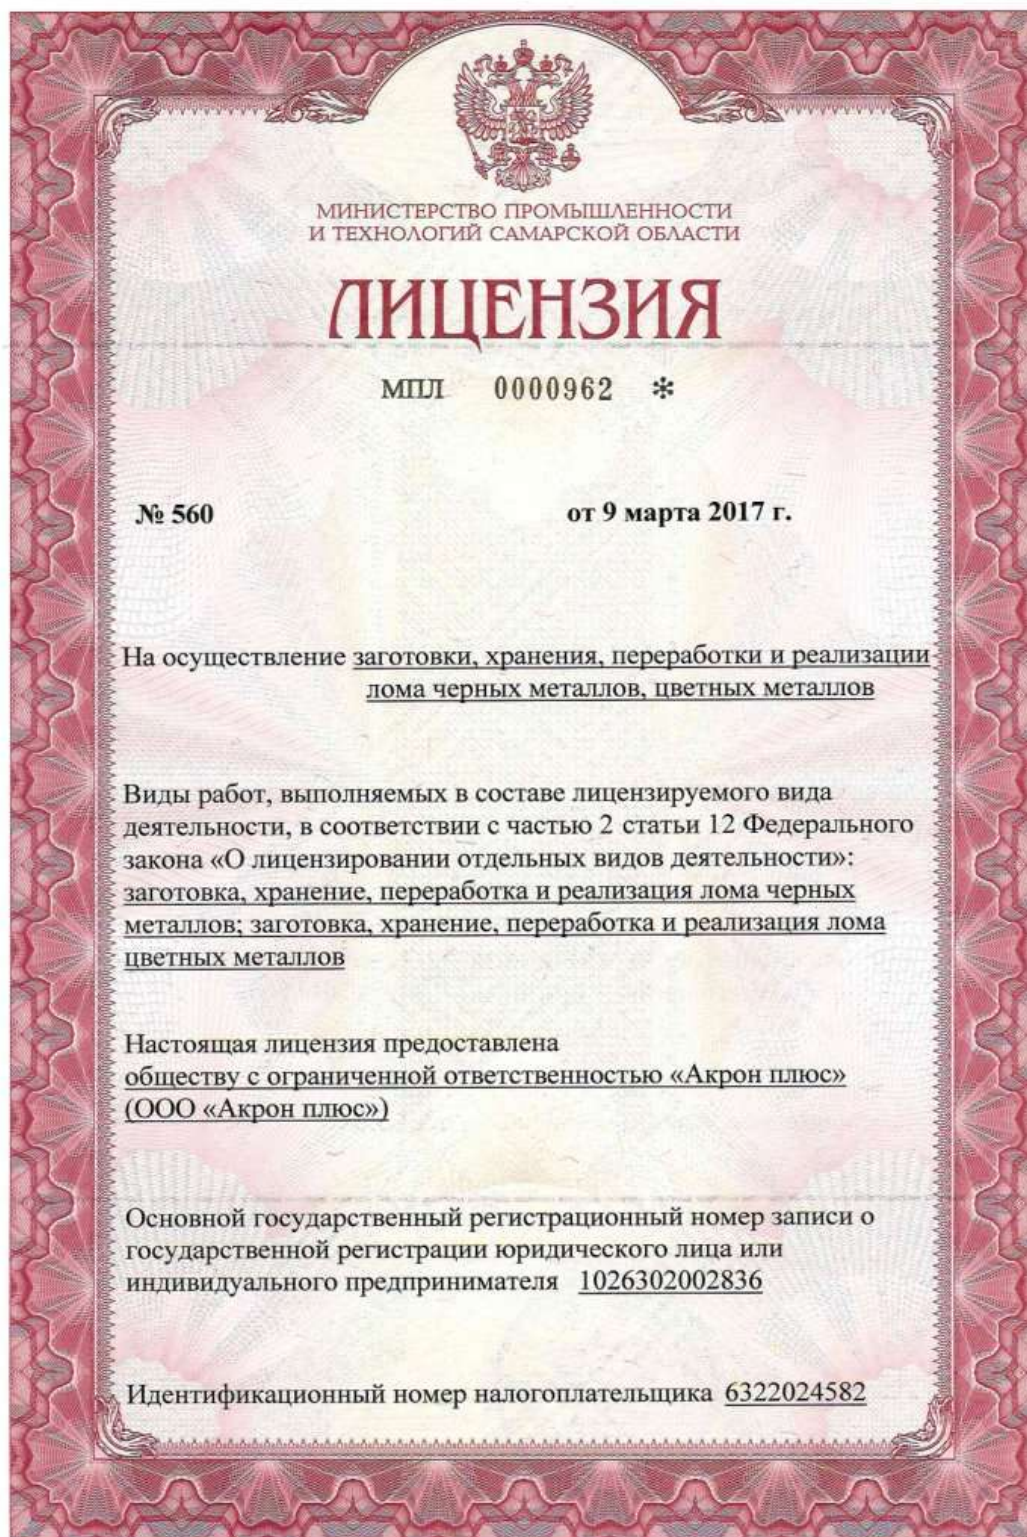 МИНИСТЕРСТВО ПРОМЫШЛЕННОСТИ
И ТЕХНОЛОГИЙ САМАРСКОЙ ОБЛАСТИ
ЛИЦЕНЗИЯ
МПЛ 0000962 *
№ 560 от 9 марта 2017 г.
На осуществление заготовки, хранения, переработки и реализации
лома черных металлов, цветных металлов
Виды работ, выполняемых в составе лицензируемого вида
деятельности, в соответствии с частью 2 статьи 12 Федерального
закона «О лицензировании отдельных видов деятельности»:
заготовка, хранение, переработка и реализация лома черных
металлов; заготовка, хранение, переработка и реализация лома
цветных металлов
Настоящая лицензия предоставлена
обществу с ограниченной ответственностью «Акрон плюс»
(ООО «Акрон плюс»)
Основной государственный регистрационный номер записи о
государственной регистрации юридического лица или
индивидуального предпринимателя 1026302002836
Идентификационный номер налогоплательщика 6322024582